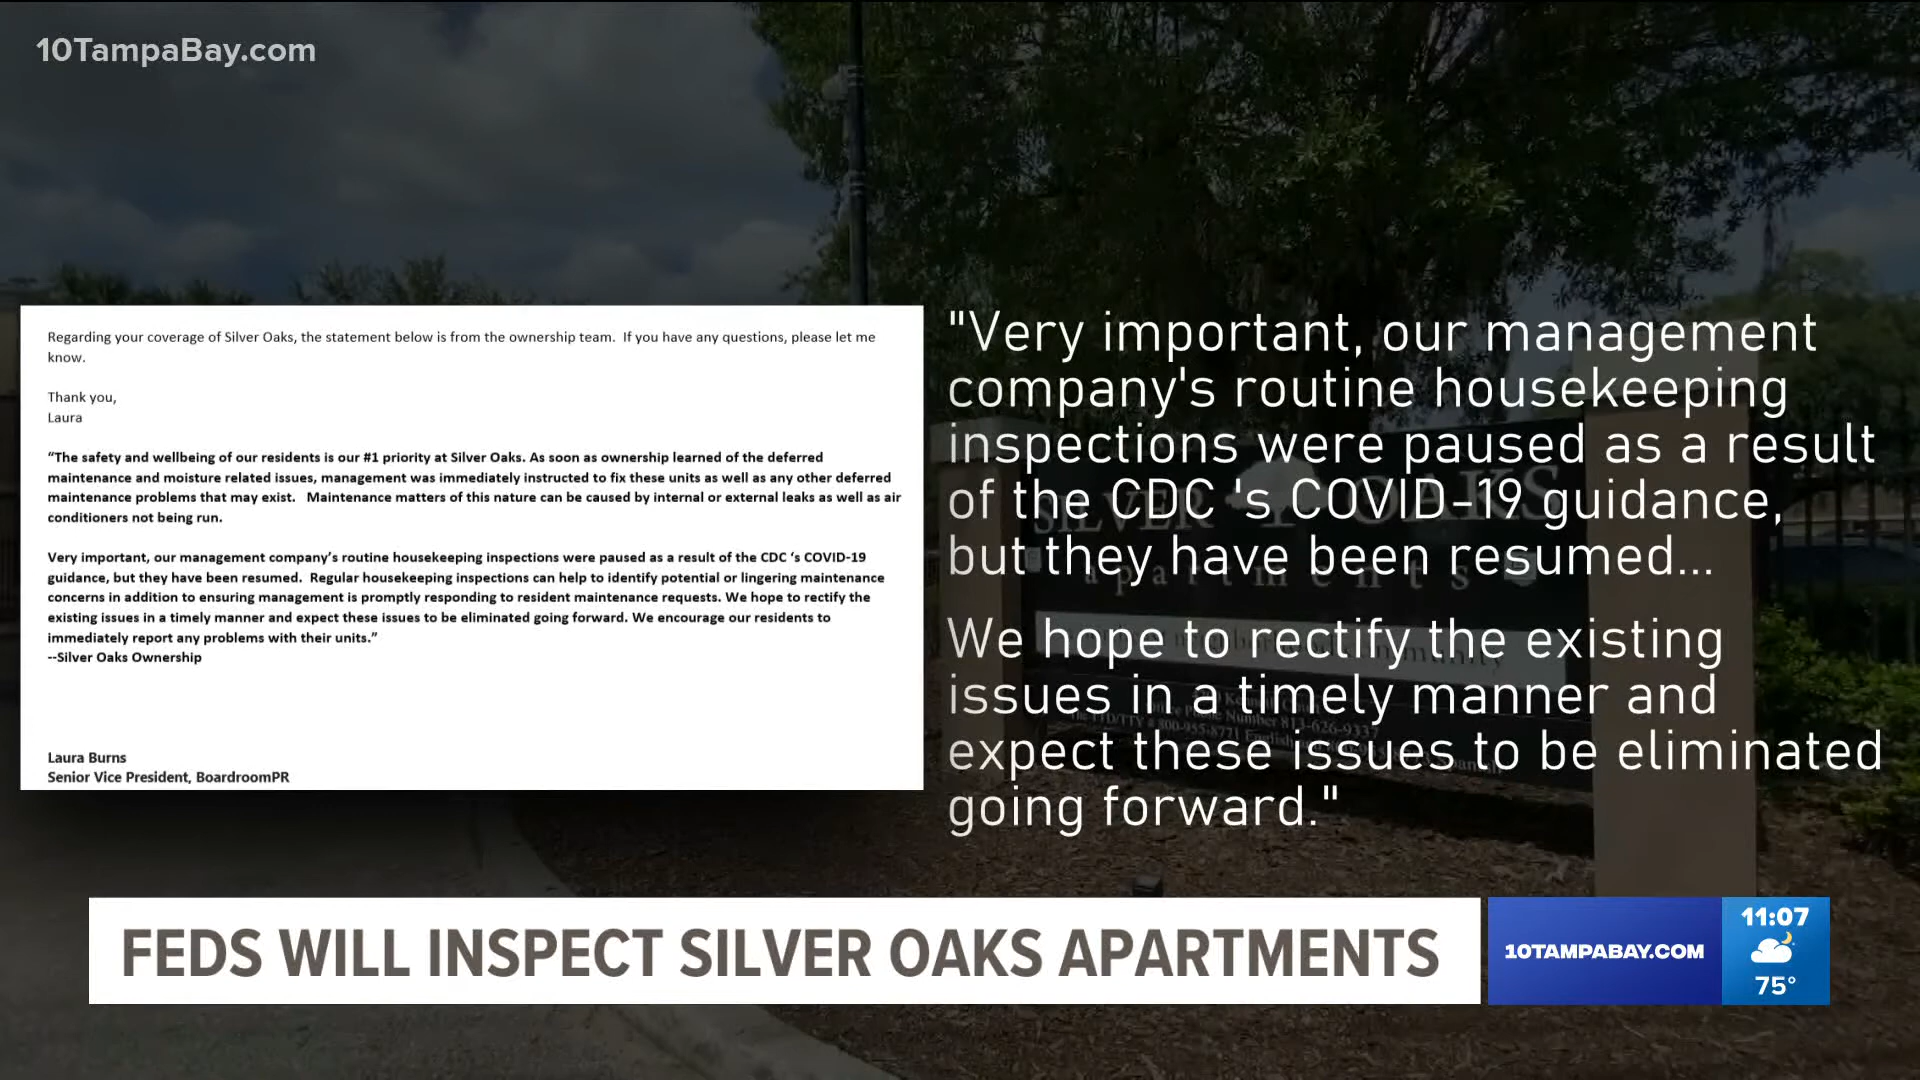 10TampaBay.com
Regarding your coverage of Silver Oaks, the statement below is from the ownership team.  If you have any questions, please let me
know.
Thank you,
Laura
“The safety and wellbeing of our residents is our #1 priority at Silver Oaks. As soon as ownership learned of the deferred
maintenance and moisture related issues, management was immediately instructed to fix these units as well as any other deferred
maintenance problems that may exist.   Maintenance matters of this nature can be caused by internal or external leaks as well as air
conditioners not being run.
Very important, our management company’s routine housekeeping inspections were paused as a result of the CDC ‘s COVID-19
guidance, but they have been resumed.  Regular housekeeping inspections can help to identify potential or lingering maintenance
concerns in addition to ensuring management is promptly responding to resident maintenance requests. We hope to rectify the
existing issues in a timely manner and expect these issues to be eliminated going forward. We encourage our residents to
immediately report any problems with their units.”
--Silver Oaks Ownership
Laura Burns
Senior Vice President, BoardroomPR
"Very important, our management
company's routine housekeeping
inspections were paused as a result
of the CDC 's COVID-19 guidance,
but they have been resumed...
We hope to rectify the existing
issues in a timely manner and
expect these issues to be eliminated
going forward."
SILVER OAKS
apartments
FEDS WILL INSPECT SILVER OAKS APARTMENTS
10TAMPABAY.COM
11:07
75°